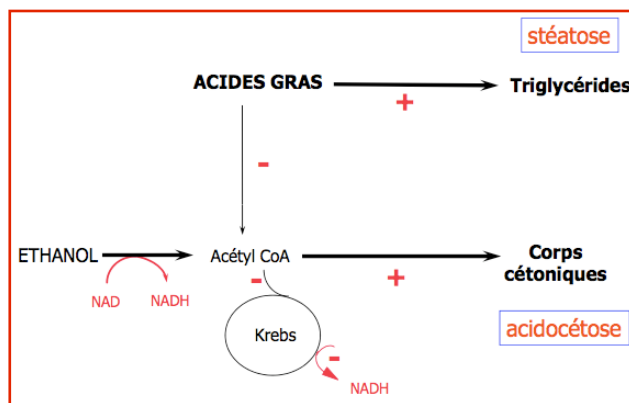 stéatose
ACIDES GRAS
+
Triglycérides
-
ETHANOL
NAD
NADH
Acétyl CoA
-
+
Corps
cétoniques
Krebs
-
NADH
acidocétose